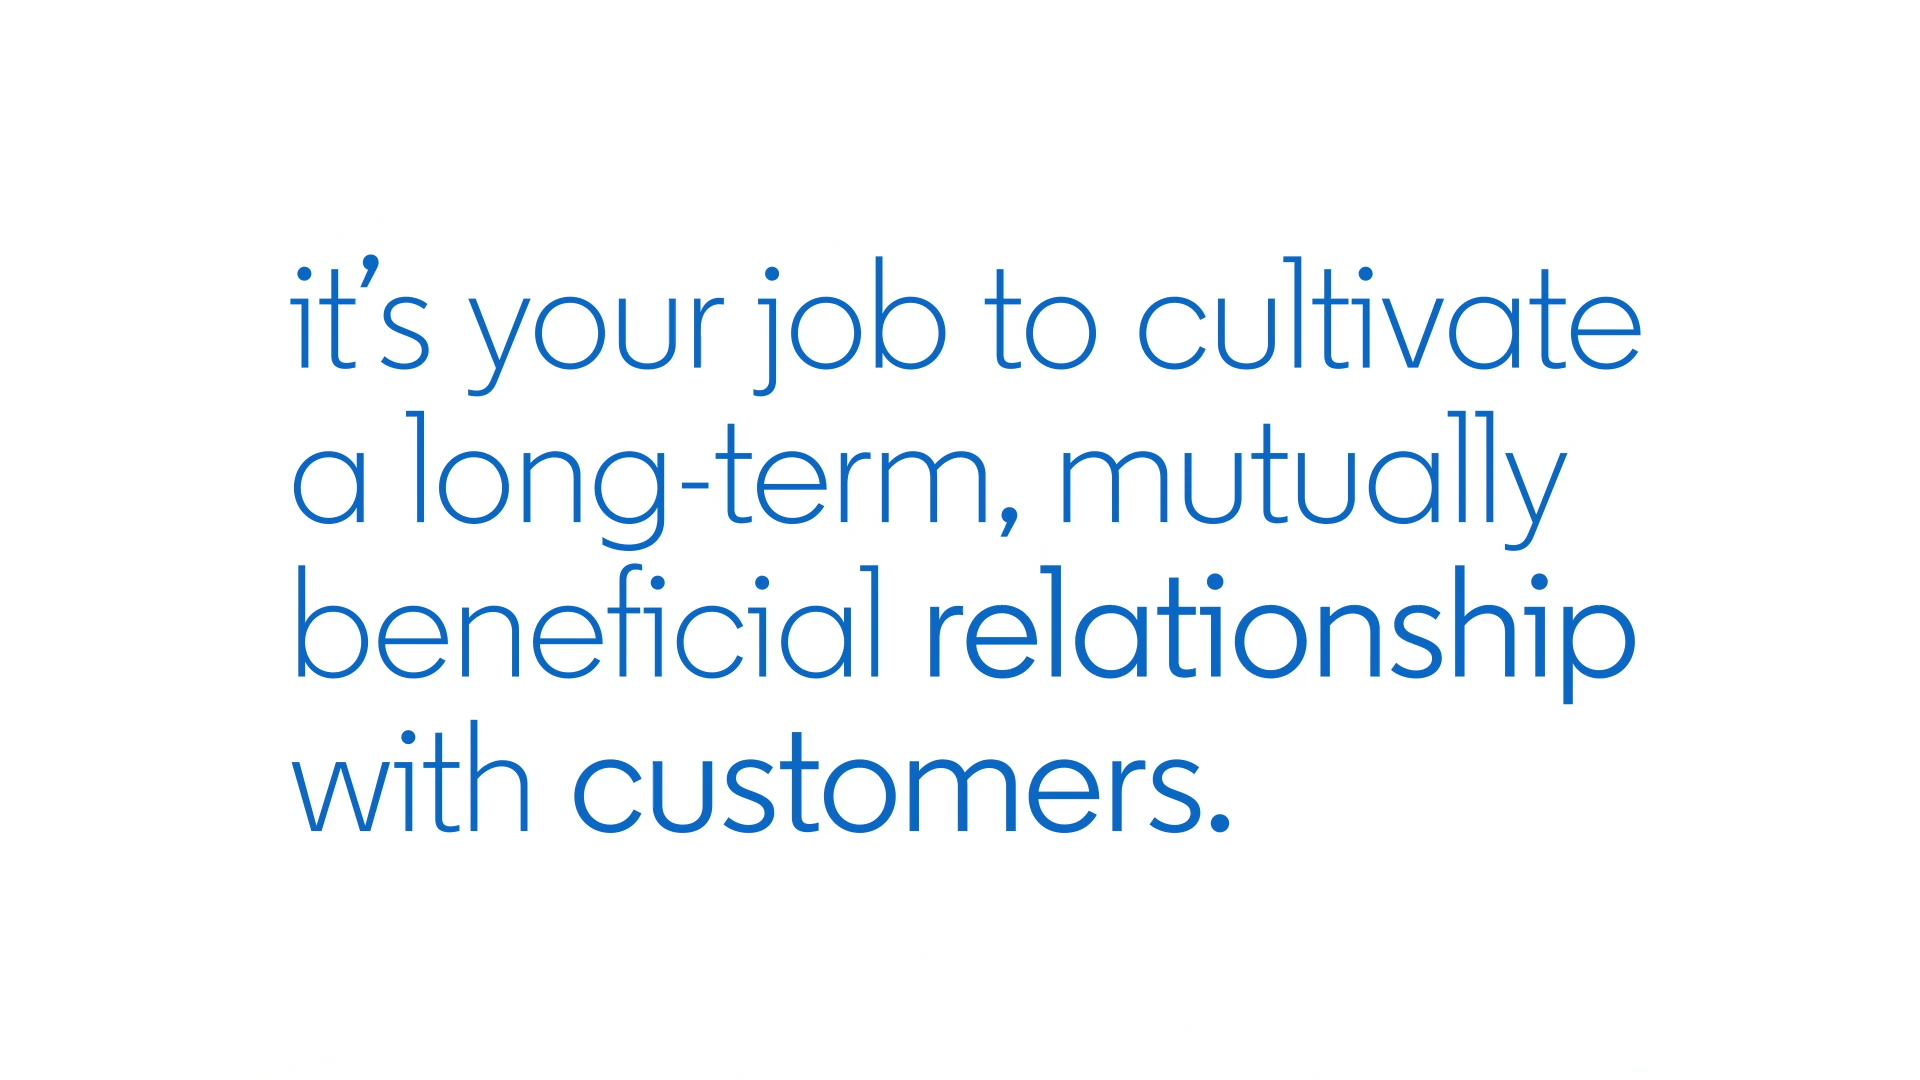 it’s your job to cultivate
a long-term, mutually
beneficial relationship
with customers.